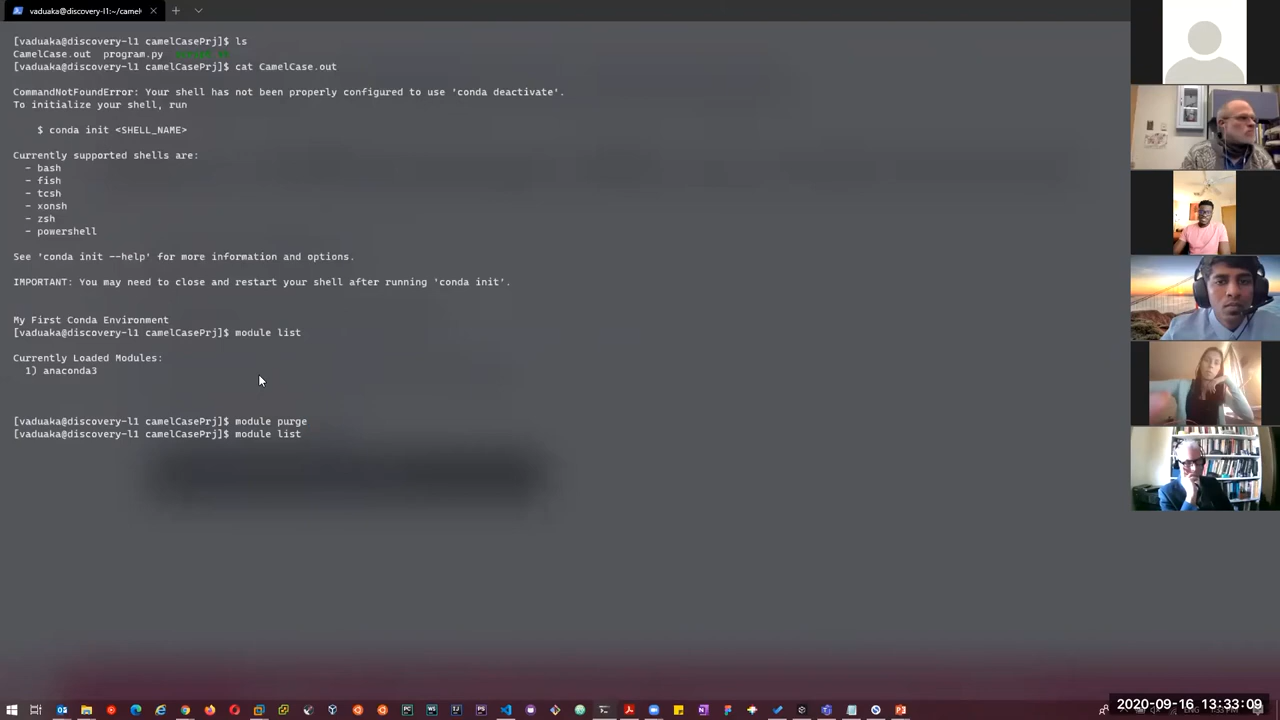 vaduaka@discovery-l1:~/camel
[vaduaka@discovery-l1 camelCasePrj]$ ls
CamelCase.out  program.py
[vaduaka@discovery-l1 camelCasePrj]$ cat CamelCase.out
CommandNotFoundError: Your shell has not been properly configured to use 'conda deactivate'.
To initialize your shell, run
$ conda init <SHELL_NAME>
Currently supported shells are:
- bash
- fish
- tcsh
- xonsh
- zsh
- powershell
See 'conda init --help' for more information and options.
IMPORTANT: You may need to close and restart your shell after running 'conda init'.
My First Conda Environment
[vaduaka@discovery-l1 camelCasePrj]$ module list
Currently Loaded Modules:
1) anaconda3
[vaduaka@discovery-l1 camelCasePrj]$ module purge
[vaduaka@discovery-l1 camelCasePrj]$ module list
2020-09-16 13:33:09